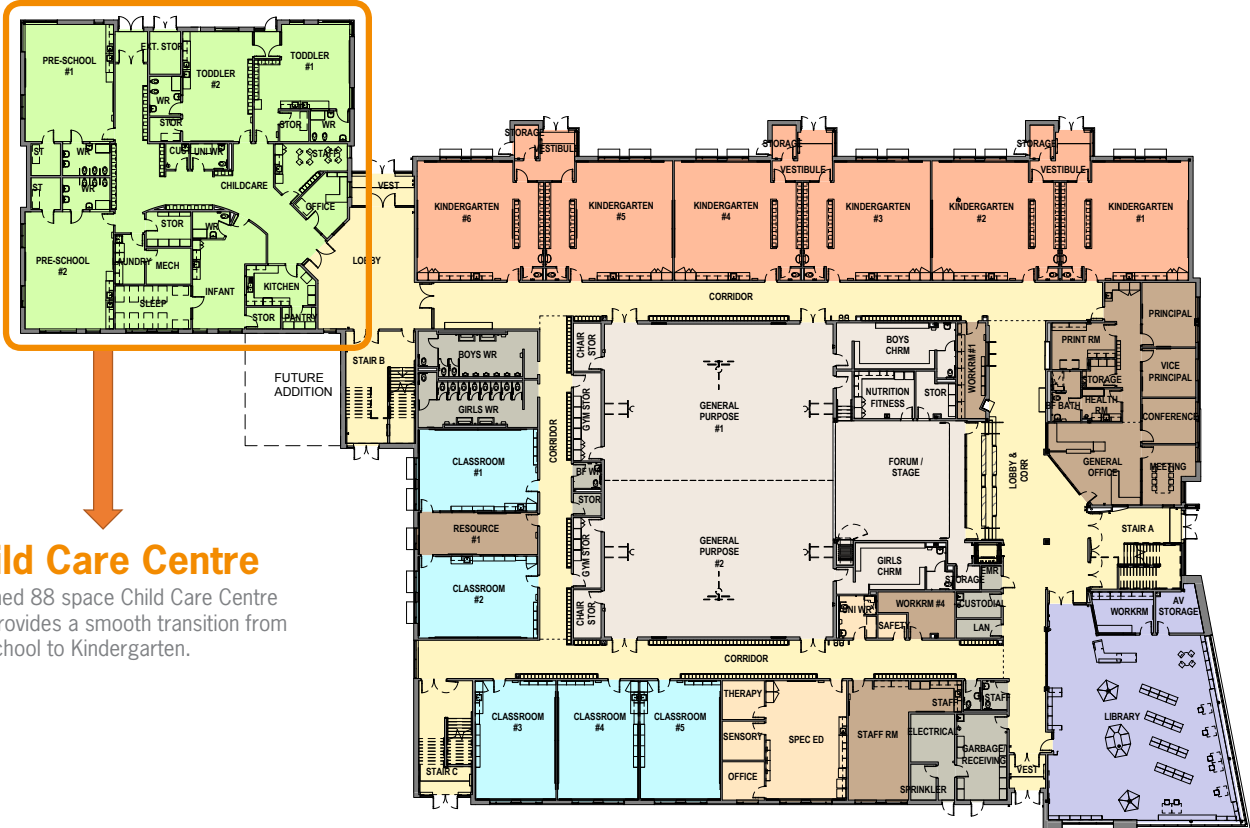 PRE-SCHOOL
#1
EXT. STOR
TODDLER
#2
TODDLER
#1
WR
STOR
STOR
WR
ST
WR
CUST
UNI WR
STAFF
ST
WR
CHILDCARE
OFFICE
STOR
WR
PRE-SCHOOL
#2
LAUNDRY
MECH
INFANT
KITCHEN
SLEEP
STOR
PANTRY
VEST
LOBBY
STORAGE
VESTIBULE
STORAGE
VESTIBULE
STORAGE
VESTIBULE
KINDERGARTEN
#6
KINDERGARTEN
#5
KINDERGARTEN
#4
KINDERGARTEN
#3
KINDERGARTEN
#2
KINDERGARTEN
#1
CORRIDOR
STAIR B
FUTURE
ADDITION
BOYS WR
GIRLS WR
CHAIR
STOR
GYM STOR
CORRIDOR
BF WR
STOR
GYM STOR
CHAIR
STOR
GENERAL
PURPOSE
#1
GENERAL
PURPOSE
#2
BOYS
CHRM
NUTRITION
FITNESS
STOR
WORKRM #1
FORUM /
STAGE
LOBBY &
CORR
PRINT RM
STORAGE
BF BATH
HEALTH
RM
PRINCIPAL
VICE
PRINCIPAL
CONFERENCE
GENERAL
OFFICE
MEETING
STAIR A
CLASSROOM
#1
RESOURCE
#1
CLASSROOM
#2
GIRLS
CHRM
STORAGE
EMR
UNI WR
WORKRM #4
SAFETY
CUSTODIAL
LAN
WORKRM
AV
STORAGE
LIBRARY
CORRIDOR
STAIR C
CLASSROOM
#3
CLASSROOM
#4
CLASSROOM
#5
THERAPY
SENSORY
OFFICE
SPEC ED
STAFF RM
STAFF
STAFF
ELECTRICAL
GARBAGE/
RECEIVING
SPRINKLER
VEST
ild Care Centre
ned 88 space Child Care Centre
rovides a smooth transition from
chool to Kindergarten.